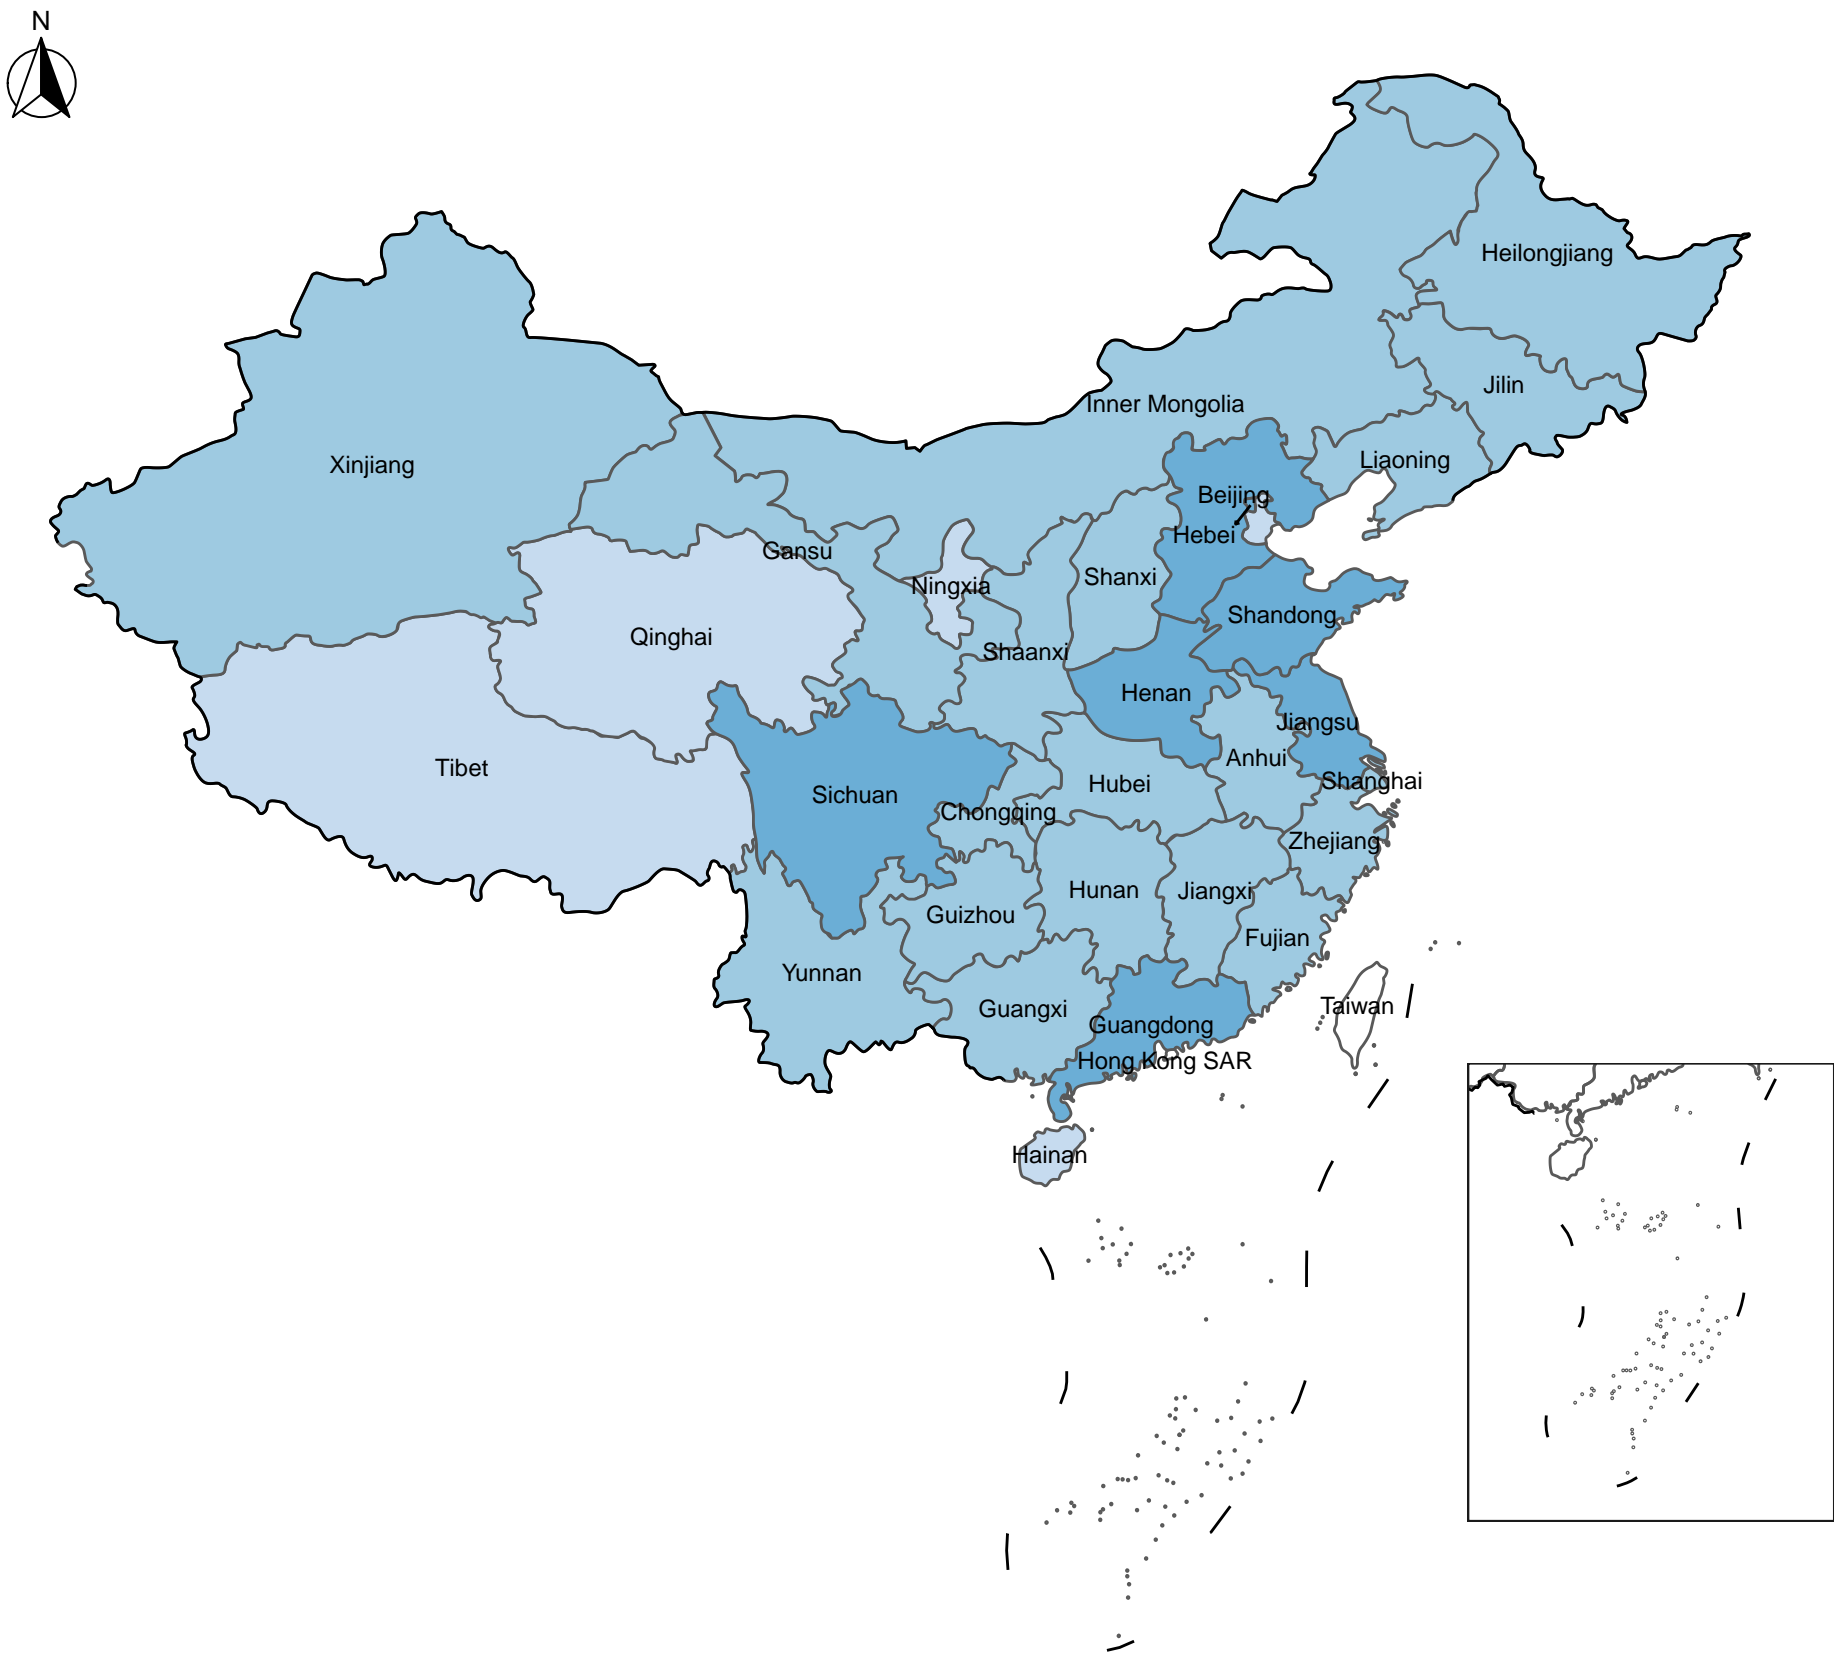 N
Heilongjiang
Jilin
Inner Mongolia
Liaoning
Xinjiang
Beijing
Hebei
Gansu
Shanxi
Ningxia
Shandong
Qinghai
Shaanxi
Henan
Jiangsu
Anhui
Tibet
Shanghai
Hubei
Sichuan
Chongqing
Zhejiang
Hunan
Jiangxi
Guizhou
Fujian
Yunnan
Taiwan
Guangxi
Guangdong
Hong Kong SAR
Hainan